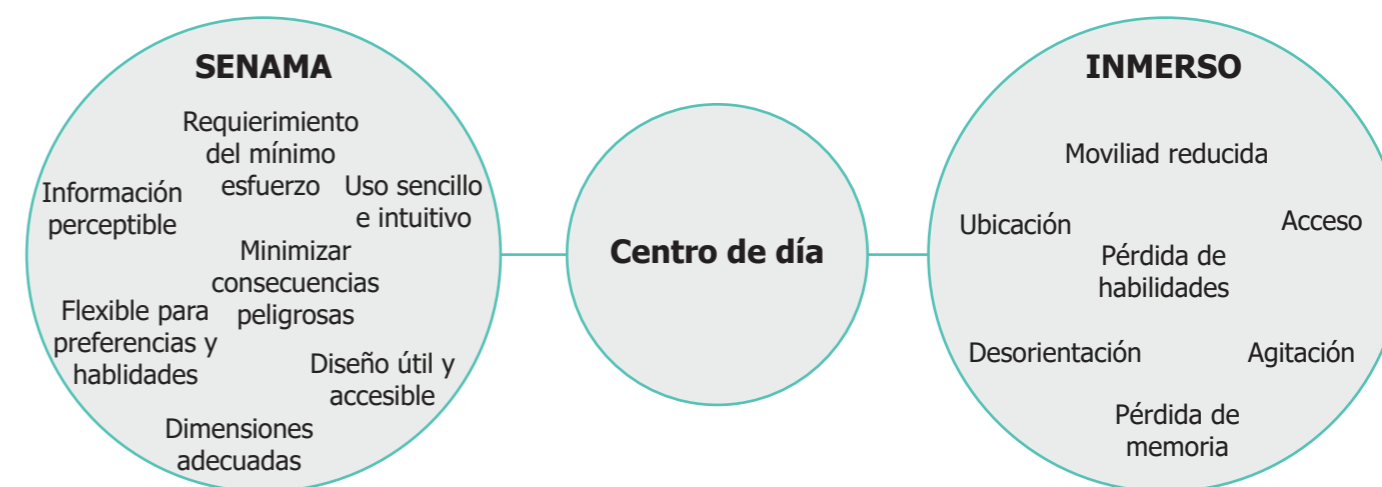 SENAMA
Requierimiento
del mínimo
esfuerzo
Información
perceptible
Uso sencillo
e intuitivo
Minimizar
consecuencias
peligrosas
Flexible para
preferencias y
hablidades
Diseño útil y
accesible
Dimensiones
adecuadas
Centro de día
INMERSO
Moviliad reducida
Ubicación
Acceso
Pérdida de
habilidades
Desorientación
Agitación
Pérdida de
memoria